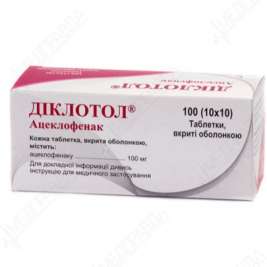 ДІКЛОТОЛ®
Ацеклофенак
100 (10x10)
Таблетки,
вкриті оболонкою
Кожна таблетка, вкрита оболонкою,
містить:
ацеклофенаку 100 мг
Для докладної інформації дивись
інструкцію для медичного застосування